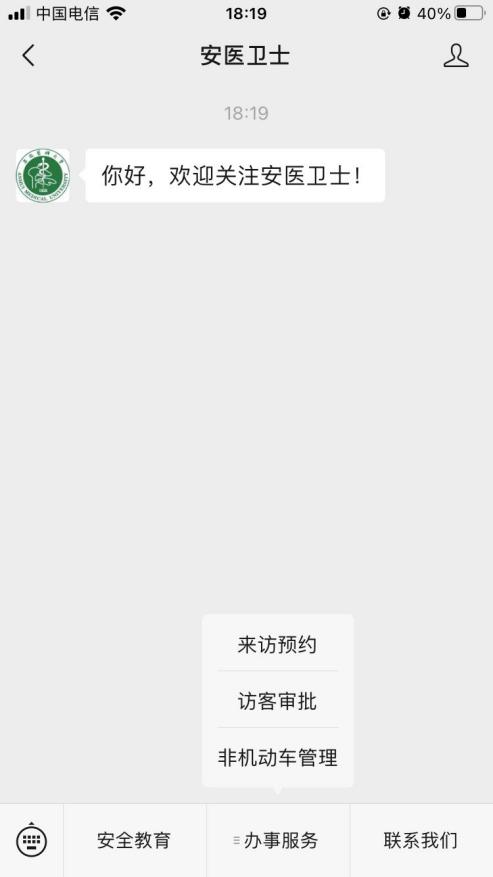 中国电信
18:19
40%
安医卫士
18:19
你好，欢迎关注安医卫士！
来访预约
访客审批
非机动车管理
安全教育
办事服务
联系我们